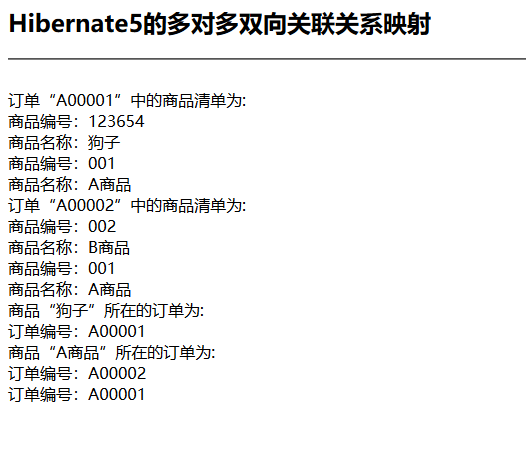 Hibernate5的多对多双向关联关系映射
订单“A00001”中的商品清单为:
商品编号：123654
商品名称：狗子
商品编号：001
商品名称：A商品
订单“A00002”中的商品清单为:
商品编号：002
商品名称：B商品
商品编号：001
商品名称：A商品
商品“狗子”所在的订单为:
订单编号：A00001
商品“A商品”所在的订单为:
订单编号：A00002
订单编号：A00001